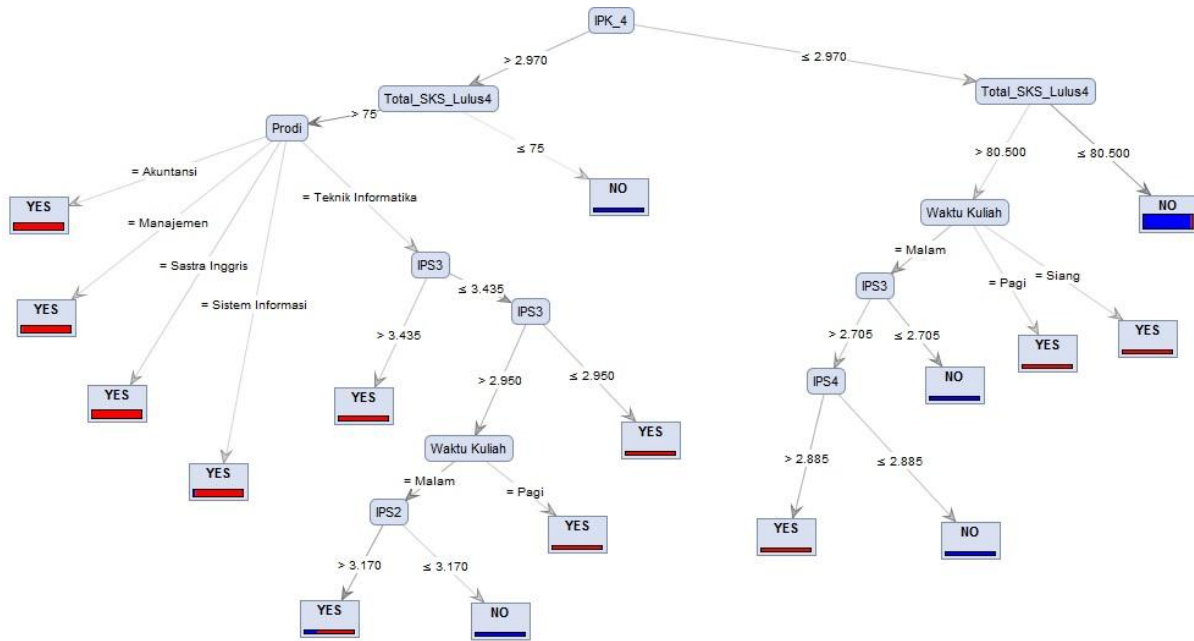 IPK_4
> 2.970
≤ 2.970
Total_SKS_Lulus4
Total_SKS_Lulus4
> 75
Prodi
≤ 75
> 80.500
≤ 80.500
= Akuntansi
YES
= Teknik Informatika
NO
Waktu Kuliah
NO
= Manajemen
= Malam
IPS3
IPS3
= Sastra Inggris
= Pagi
= Siang
≤ 3.435
= Sistem Informasi
YES
IPS3
> 3.435
> 2.705
≤ 2.705
YES
YES
IPS4
NO
YES
> 2.950
≤ 2.950
YES
YES
Waktu Kuliah
> 2.885
≤ 2.885
YES
= Malam
= Pagi
IPS2
YES
YES
NO
> 3.170
≤ 3.170
YES
NO